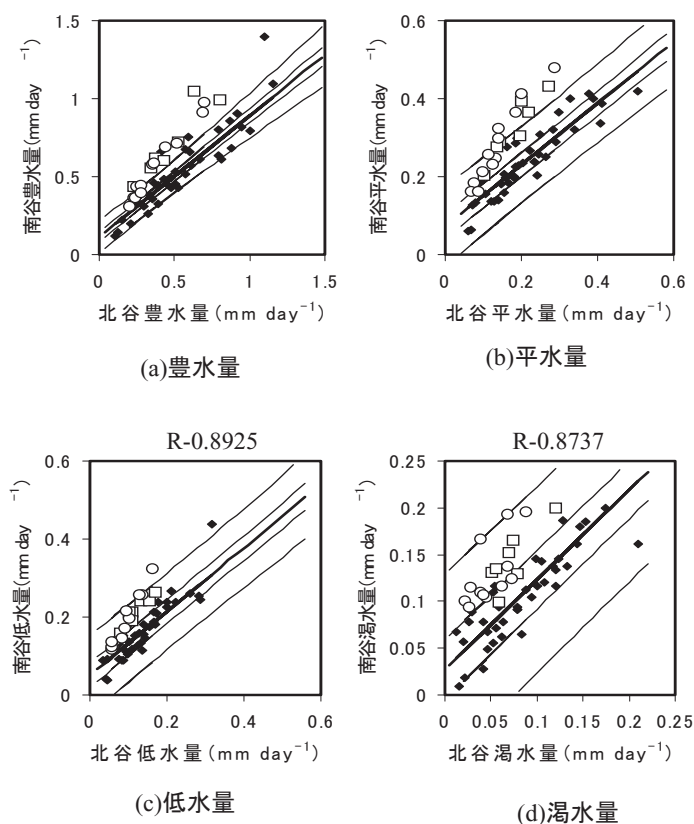 1.5
1
0.5
0
0 0.5 1 1.5
南谷豊水量(mm day⁻¹)
北谷豊水量(mm day⁻¹)
(a)豊水量
0.6
0.4
0.2
0
0 0.2 0.4 0.6
南谷平水量(mm day⁻¹)
北谷平水量(mm day⁻¹)
(b)平水量
R-0.8925
0.6
0.4
0.2
0
0 0.2 0.4 0.6
南谷低水量(mm day⁻¹)
北谷低水量(mm day⁻¹)
(c)低水量
R-0.8737
0.25
0.2
0.15
0.1
0.05
0
0 0.05 0.1 0.15 0.2 0.25
南谷渇水量(mm day⁻¹)
北谷渇水量(mm day⁻¹)
(d)渇水量